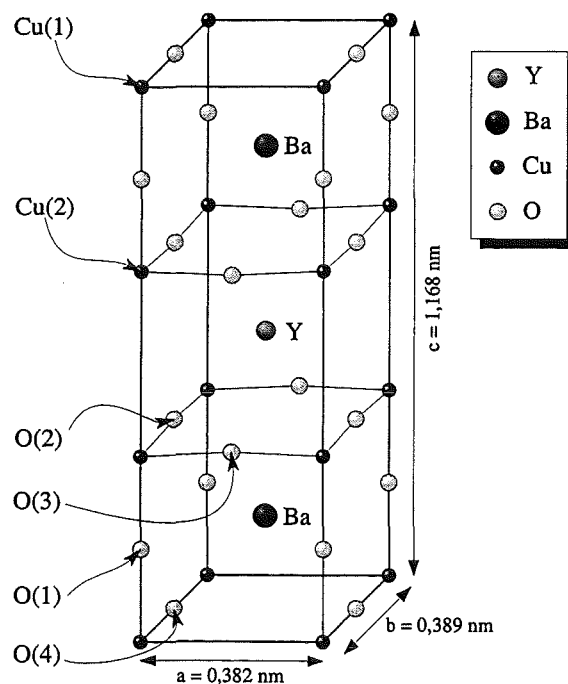 Cu(1)
Y
Ba
Cu
O
Ba
Cu(2)
c = 1,168 nm
Y
O(2)
O(3)
Ba
O(1)
O(4)
b = 0,389 nm
a = 0,382 nm